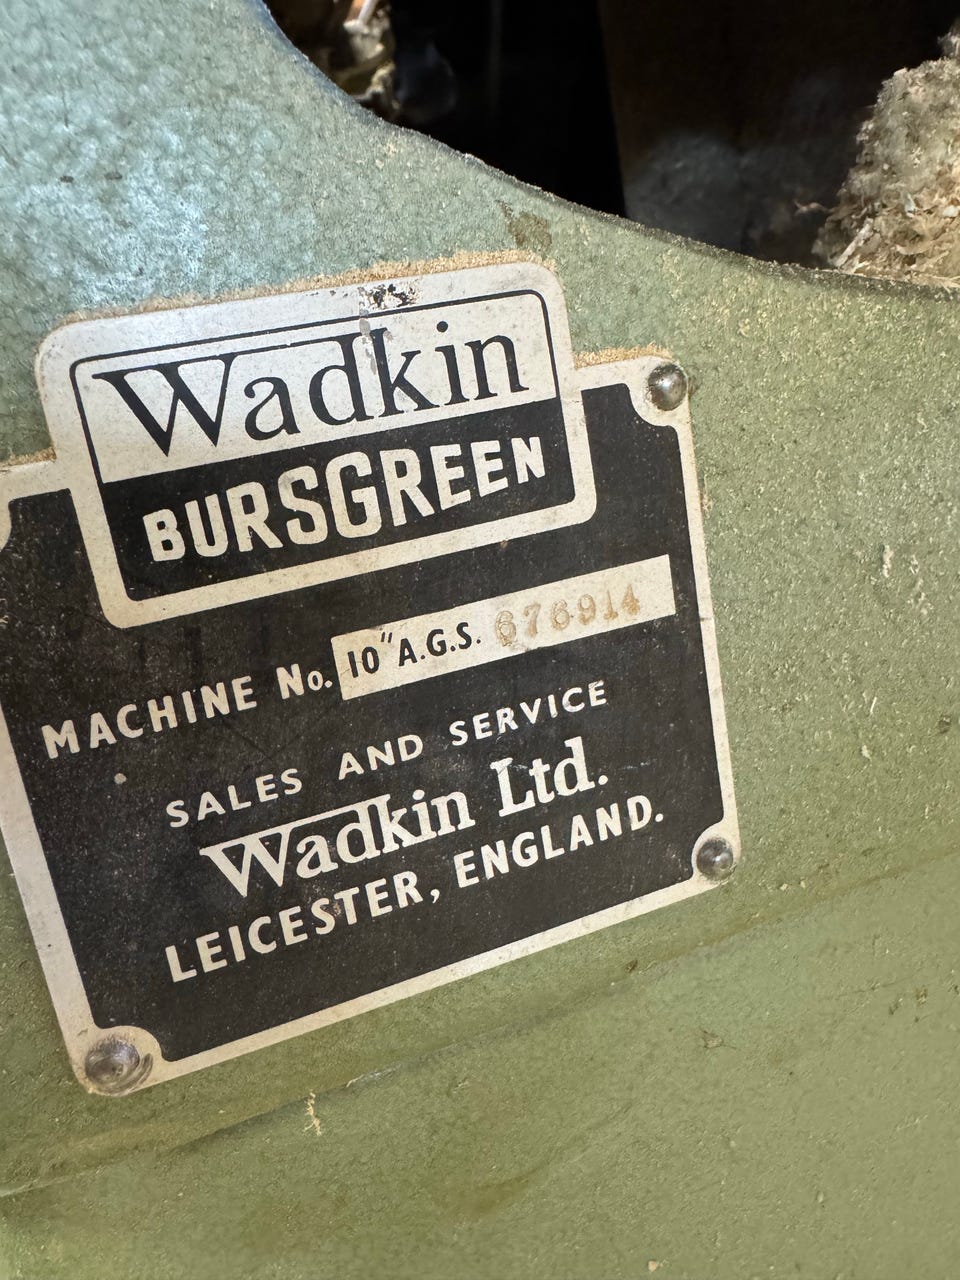 Wadkin
BURSGREEN
MACHINE No. 10" A.G.S. 676914
SALES AND SERVICE
Wadkin Ltd.
LEICESTER, ENGLAND.